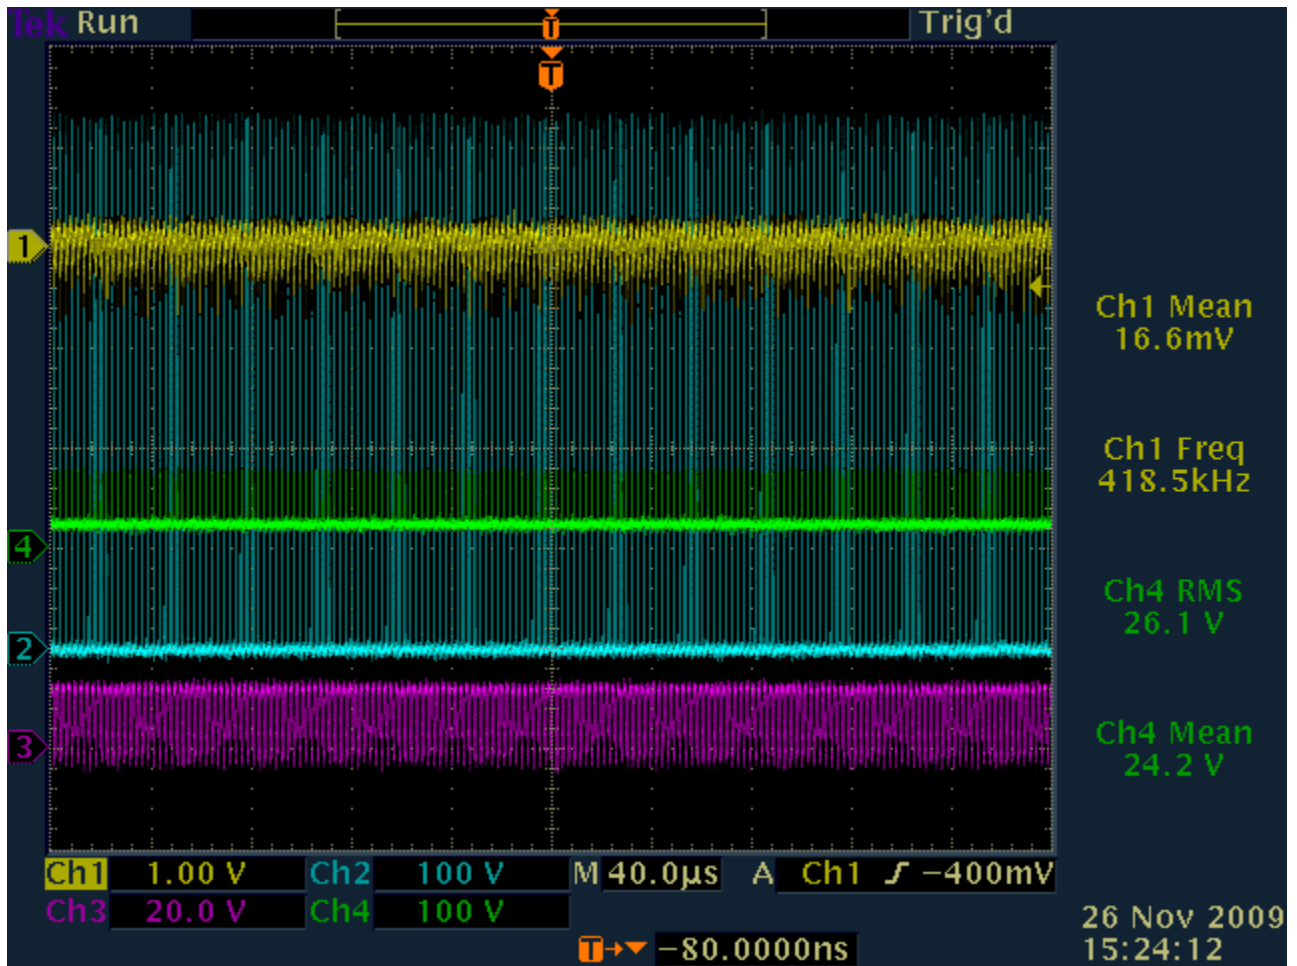 Tek Run Trig'd
T
T
1
Ch1 Mean
16.6mV
Ch1 Freq
418.5kHz
4
Ch4 RMS
26.1 V
2
Ch4 Mean
24.2 V
3
Ch1 1.00 V Ch2 100 V M 40.0µs A Ch1 ƒ −400mV
Ch3 20.0 V Ch4 100 V
T→▼ −80.0000ns
26 Nov 2009
15:24:12